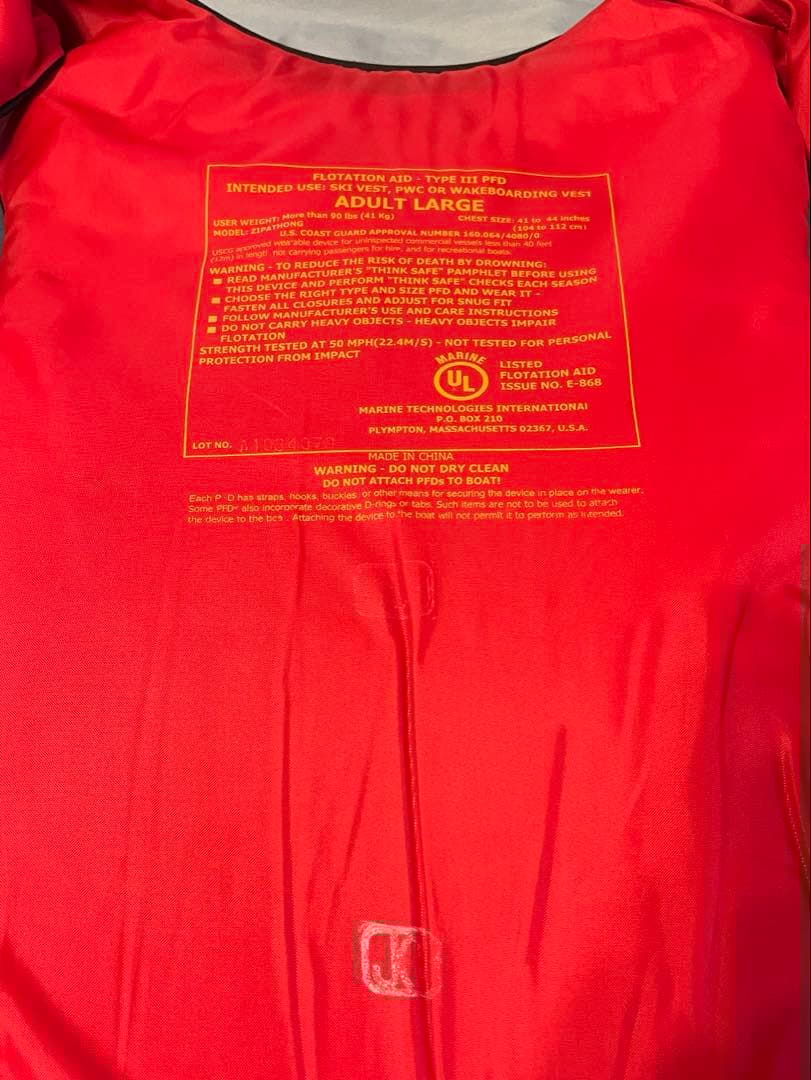 FLOTATION AID - TYPE III PFD
INTENDED USE: SKI VEST, PWC OR WAKEBOARDING VEST
ADULT LARGE
USER WEIGHT: More than 90 lbs (41 Kg) CHEST SIZE: 41 to 44 inches
MODEL: ZIPATHONG (104 to 112 cm)
U.S. COAST GUARD APPROVAL NUMBER 160.064/4080/0
USCG approved wearable device for uninspected commercial vessels less than 40 feet
(12m) in length not carrying passengers for hire, and for recreational boats.
WARNING - TO REDUCE THE RISK OF DEATH BY DROWNING:
■ READ MANUFACTURER'S "THINK SAFE" PAMPHLET BEFORE USING
THIS DEVICE AND PERFORM "THINK SAFE" CHECKS EACH SEASON
■ CHOOSE THE RIGHT TYPE AND SIZE PFD AND WEAR IT -
FASTEN ALL CLOSURES AND ADJUST FOR SNUG FIT
■ FOLLOW MANUFACTURER'S USE AND CARE INSTRUCTIONS
■ DO NOT CARRY HEAVY OBJECTS - HEAVY OBJECTS IMPAIR
FLOTATION
STRENGTH TESTED AT 50 MPH(22.4M/S) - NOT TESTED FOR PERSONAL
PROTECTION FROM IMPACT
MARINE
UL
LISTED
FLOTATION AID
ISSUE NO. E-868
MARINE TECHNOLOGIES INTERNATIONAL
P.O. BOX 210
PLYMPTON, MASSACHUSETTS 02367, U.S.A.
LOT NO.
MADE IN CHINA
WARNING - DO NOT DRY CLEAN
DO NOT ATTACH PFDs TO BOAT!
Each P D has straps, hooks, buckles, or other means for securing the device in place on the wearer.
Some PFDs also incorporate decorative D-rings or tabs. Such items are not to be used to attach
the device to the boa . Attaching the device to the boat will not permit it to perform as intended.